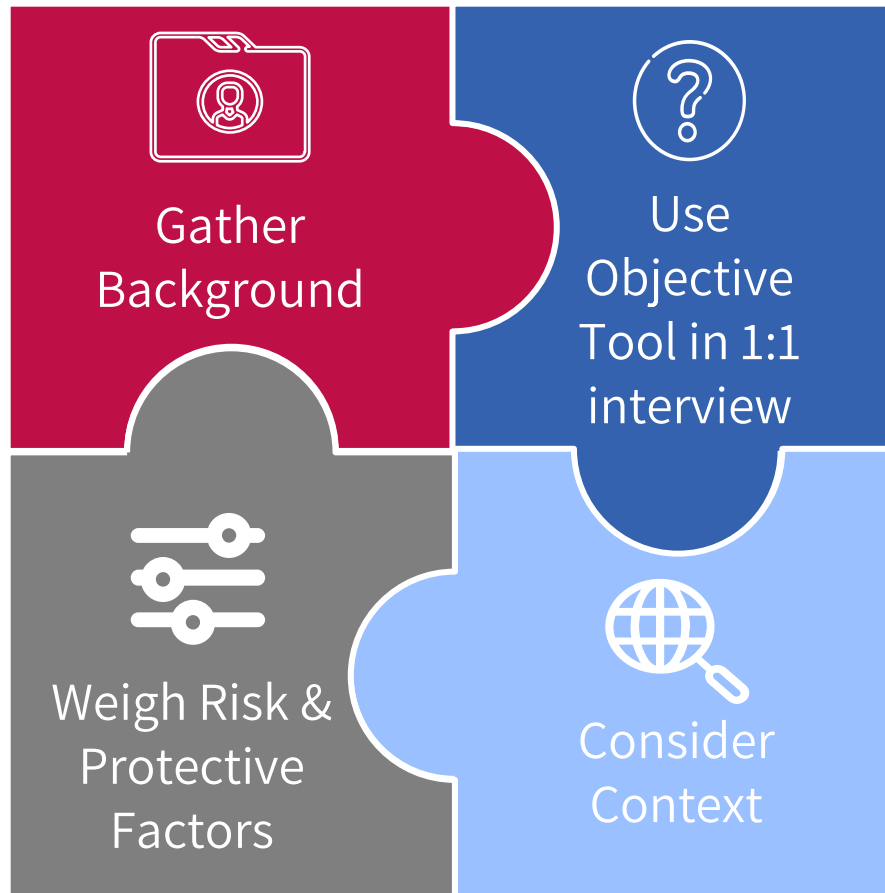 Gather
Background
Use
Objective
Tool in 1:1
interview
Weigh Risk &
Protective
Factors
Consider
Context